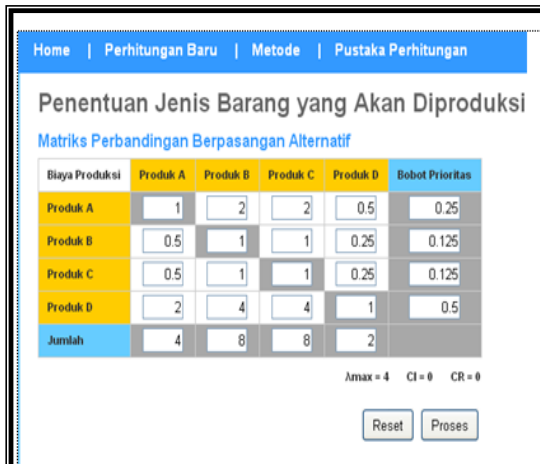 Home | Perhitungan Baru | Metode | Pustaka Perhitungan
Penentuan Jenis Barang yang Akan Diproduksi
Matriks Perbandingan Berpasangan Alternatif
Biaya Produksi Produk A Produk B Produk C Produk D Bobot Prioritas
Produk A 1 2 2 0.5 0.25
Produk B 0.5 1 1 0.25 0.125
Produk C 0.5 1 1 0.25 0.125
Produk D 2 4 4 1 0.5
Jumlah 4 8 8 2
λmax = 4 CI = 0 CR = 0
Reset Proses